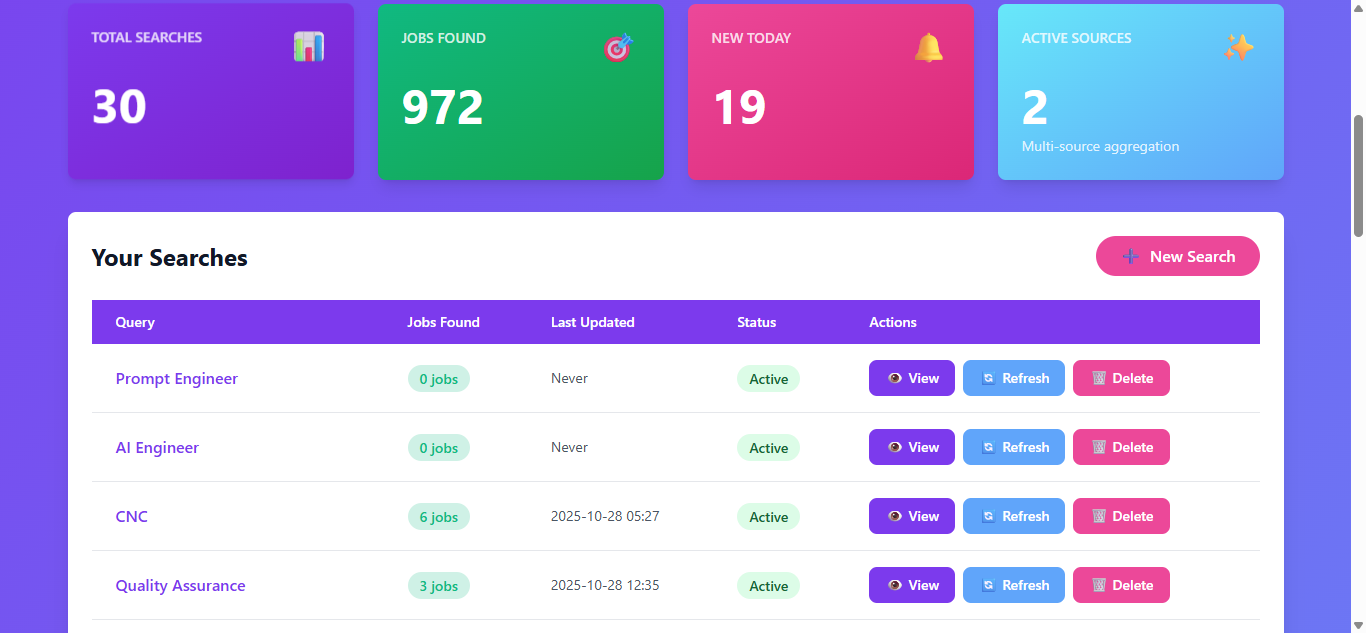 TOTAL SEARCHES
30
JOBS FOUND
972
NEW TODAY
19
ACTIVE SOURCES
2
Multi-source aggregation
Your Searches
New Search
Query Jobs Found Last Updated Status Actions
Prompt Engineer 0 jobs Never Active View Refresh Delete
AI Engineer 0 jobs Never Active View Refresh Delete
CNC 6 jobs 2025-10-28 05:27 Active View Refresh Delete
Quality Assurance 3 jobs 2025-10-28 12:35 Active View Refresh Delete